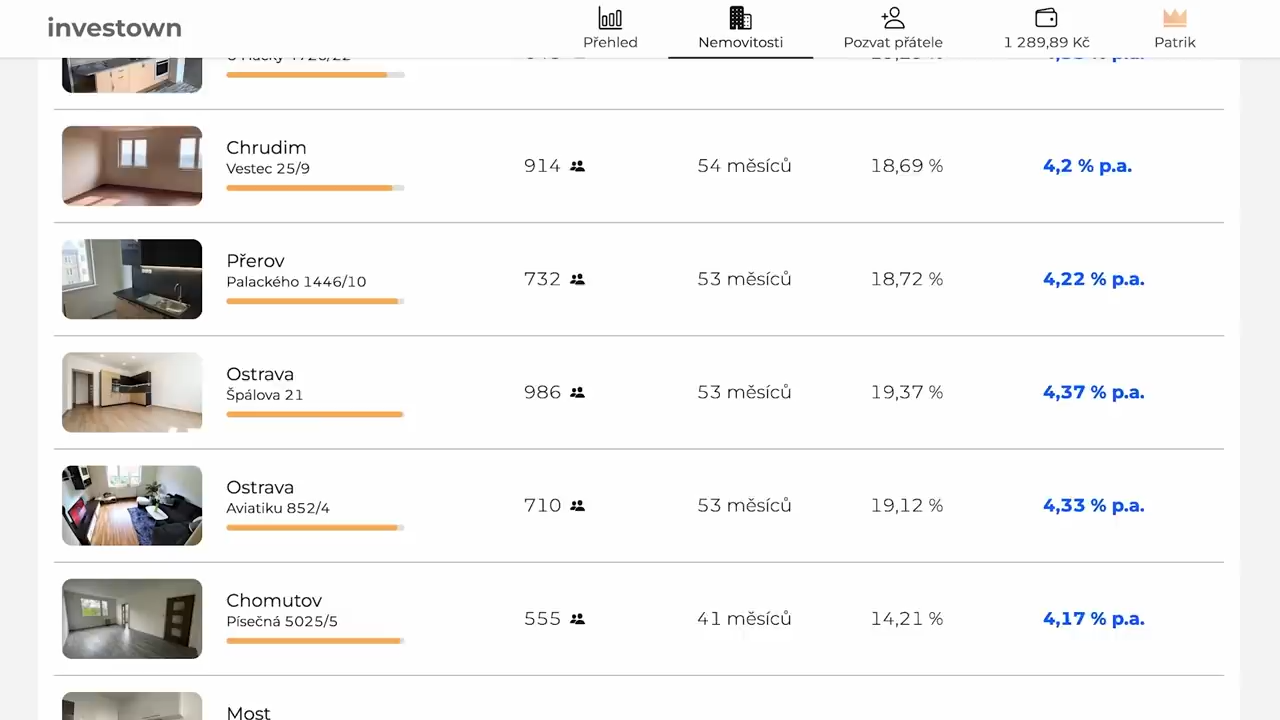 investown
Přehled
Nemovitosti
Pozvat přátele
1 289,89 Kč
Patrik
Chrudim
Vestec 25/9
914
54 měsíců
18,69 %
4,2 % p.a.
Přerov
Palackého 1446/10
732
53 měsíců
18,72 %
4,22 % p.a.
Ostrava
Špálova 21
986
53 měsíců
19,37 %
4,37 % p.a.
Ostrava
Aviatiku 852/4
710
53 měsíců
19,12 %
4,33 % p.a.
Chomutov
Písečná 5025/5
555
41 měsíců
14,21 %
4,17 % p.a.
Most